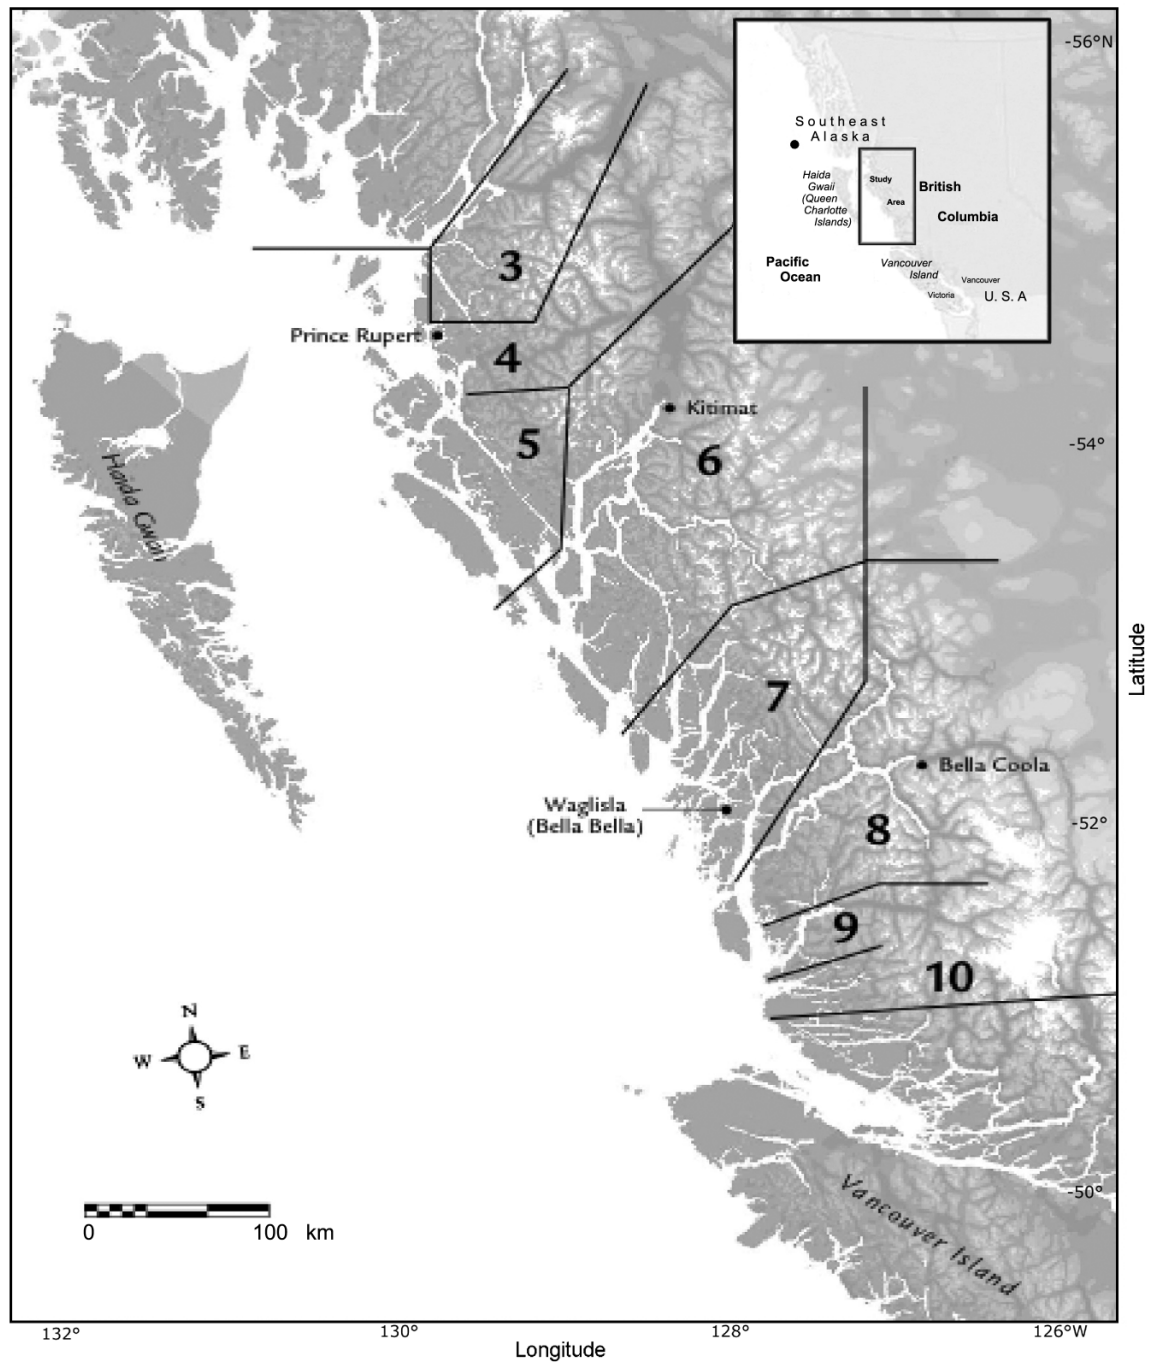 -56°N
Southeast
Alaska
Haida
Gwaii
(Queen
Charlotte
Islands)
Study
Area
British
Columbia
Pacific
Ocean
Vancouver
Island
Vancouver
Victoria
U. S. A
3
Prince Rupert
4
Kitimat
-54°
5
6
Haida Gwaii
Latitude
7
Bella Coola
Waglisla
(Bella Bella)
8
-52°
9
10
N
W
E
S
-50°
Vancouver Island
0
100
km
132°
130°
128°
126°W
Longitude